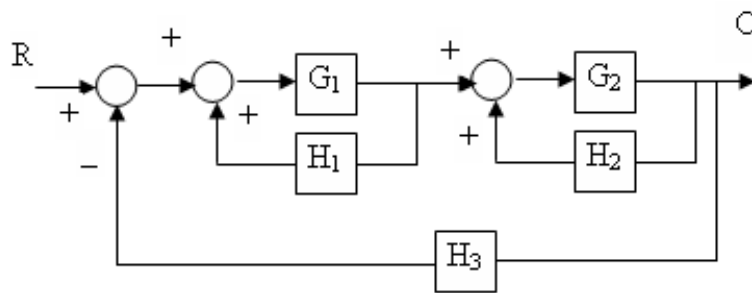 C
R
+
+
G₁
+
G₂
+
+
+
H₁
H₂
−
H₃